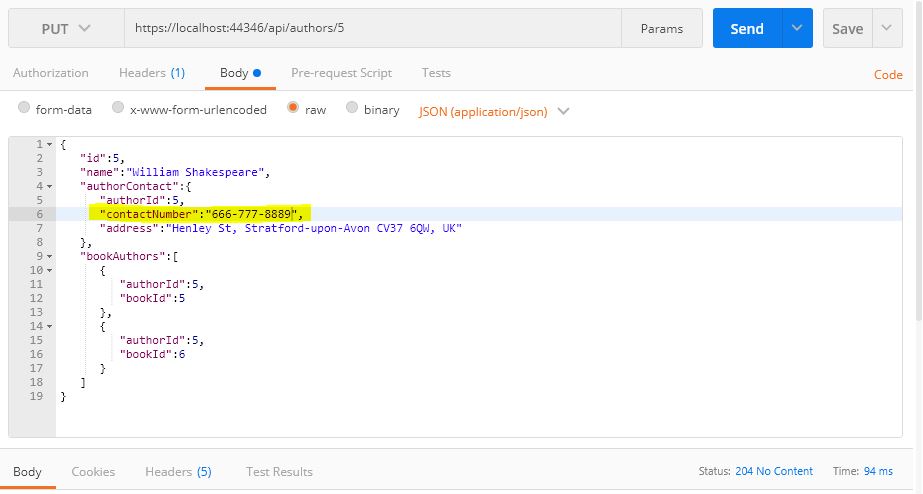 PUT https://localhost:44346/api/authors/5 Params Send Save
Authorization Headers (1) Body Pre-request Script Tests Code
form-data x-www-form-urlencoded raw binary JSON (application/json)
1 {
2 "id":5,
3 "name":"William Shakespeare",
4 "authorContact":{
5 "authorId":5,
6 "contactNumber":"666-777-8889",
7 "address":"Henley St, Stratford-upon-Avon CV37 6QW, UK"
8 },
9 "bookAuthors":[
10 {
11 "authorId":5,
12 "bookId":5
13 },
14 {
15 "authorId":5,
16 "bookId":6
17 }
18 ]
19 }
Body Cookies Headers (5) Test Results Status: 204 No Content Time: 94 ms